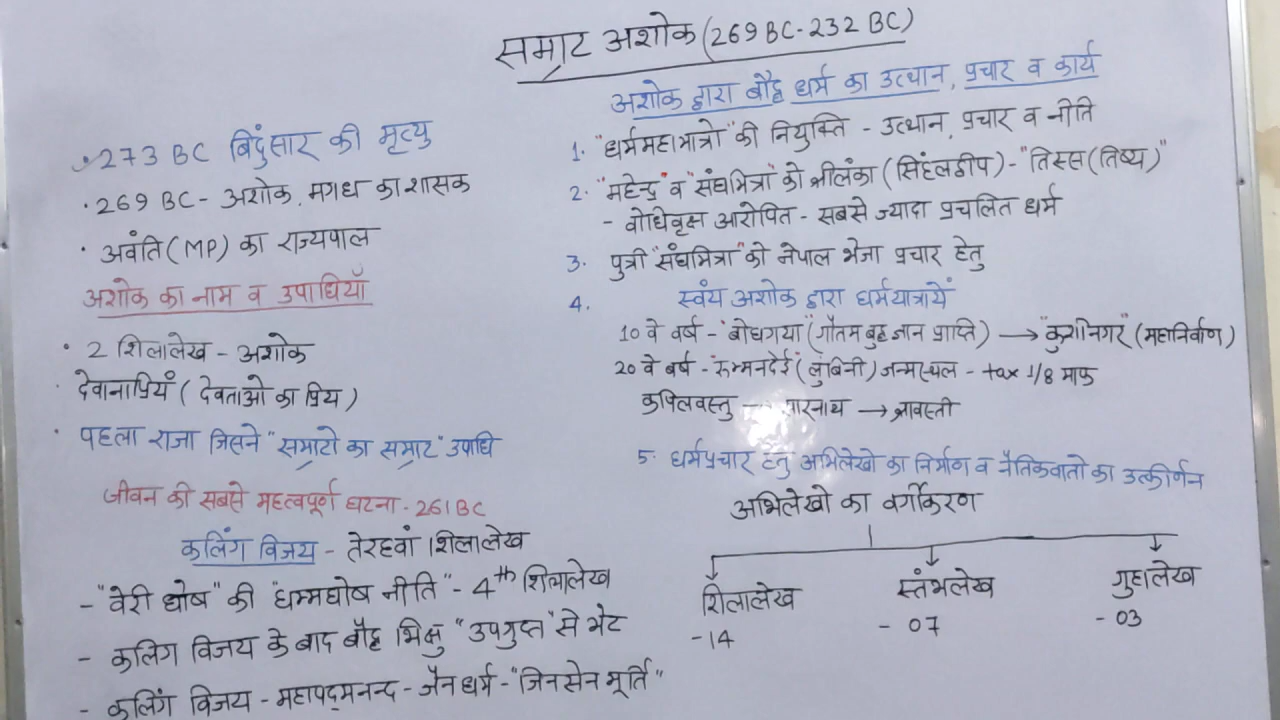 सम्राट अशोक (269 BC - 232 BC)
273 BC बिंदुसार की मृत्यु
· 269 BC - अशोक, मगध का शासक
· अवंति (MP) का राज्यपाल
अशोक का नाम व उपाधियाँ
· 2 शिलालेख - अशोक
· देवानाप्रियं ( देवताओ का प्रिय )
· पहला राजा जिसने "सम्राटो का सम्राट" उपाधि
जीवन की सबसे महत्वपूर्ण घटना - 261 BC
कलिंग विजय - तेरहवां शिलालेख
- "वेरी घोष" की "धम्मघोष नीति" - 4th शिलालेख
- कलिंग विजय के बाद बौद्ध भिक्षु "उपगुप्त" से भेट
- कलिंग विजय - महापद्मनन्द - जैन धर्म - "जिनसेन मूर्ति"
अशोक द्वारा बौद्ध धर्म का उत्थान, प्रचार व कार्य
1. "धर्ममहामात्रो" की नियुक्ति - उत्थान, प्रचार व नीति
2. "महेन्द्र" व "संघमित्रा" को श्रीलंका ( सिंहलद्वीप ) - "तिस्स (तिष्य)"
- बोधिवृक्ष आरोपित - सबसे ज्यादा प्रचलित धर्म
3. पुत्री "संघमित्रा" को नेपाल भेजा प्रचार हेतु
4. स्वंय अशोक द्वारा धर्मयात्रायें
10 वे वर्ष - "बोधगया" (गौतम बुद्ध ज्ञान प्राप्ति) → "कुशीनगर" (महानिर्वाण)
20 वे वर्ष - रुम्मनदेई ( लुंबिनी ) जन्मस्थल - tax 1/8 माफ
कपिलवस्तु → सारनाथ → श्रावस्ती
5. धर्मप्रचार हेतु अभिलेखो का निर्माण व नैतिकवातो का उत्कीर्णन
अभिलेखो का वर्गीकरण
शिलालेख स्तंभलेख गुहालेख
- 14 - 07 - 03